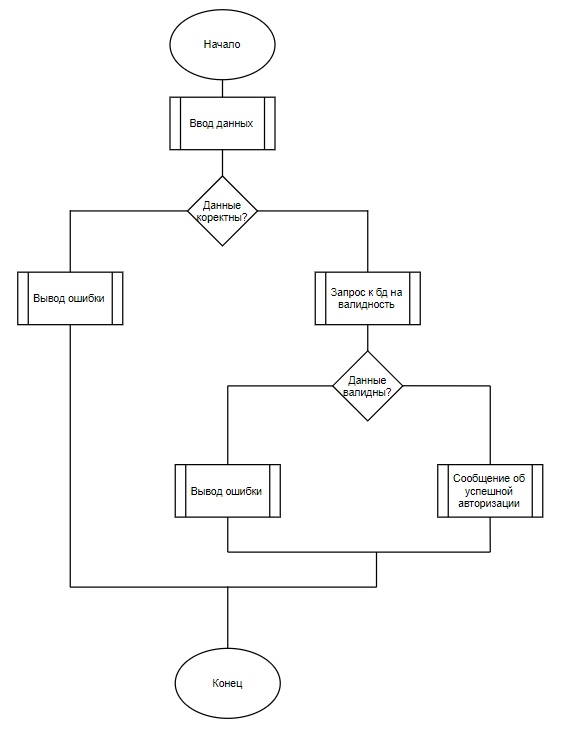 Начало
Ввод данных
Данные
коректны?
Вывод ошибки
Запрос к бд на
валидность
Данные
валидны?
Вывод ошибки
Сообщение об
успешной
авторизации
Конец